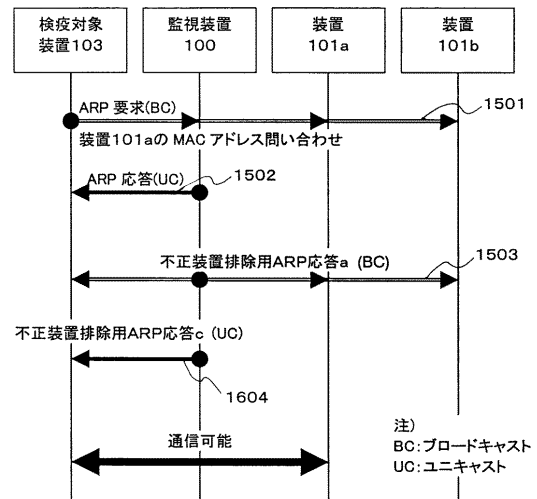 検疫対象
装置103
監視装置
100
装置
101a
装置
101b
ARP 要求(BC)
1501
装置101aの MAC アドレス問い合わせ
ARP 応答(UC)
1502
不正装置排除用ARP応答a (BC)
1503
不正装置排除用ARP応答c (UC)
1604
通信可能
注)
BC:ブロードキャスト
UC:ユニキャスト